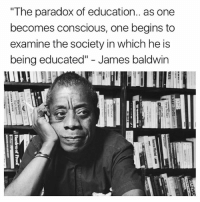 "The paradox of education.. as one
becomes conscious, one begins to
examine the society in which he is
being educated" - James baldwin